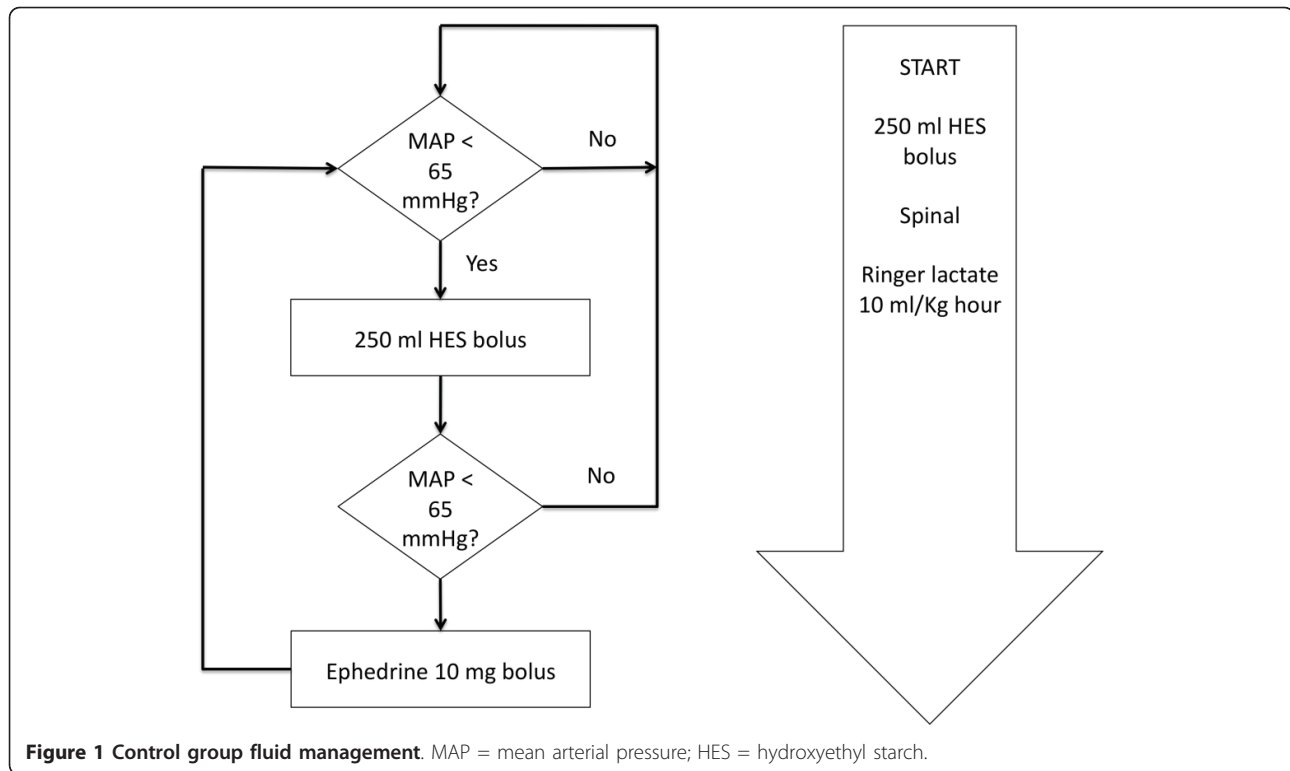 MAP <
65
mmHg?
No
Yes
250 ml HES bolus
MAP <
65
mmHg?
No
Ephedrine 10 mg bolus
START
250 ml HES
bolus
Spinal
Ringer lactate
10 ml/Kg hour
Figure 1 Control group fluid management. MAP = mean arterial pressure; HES = hydroxyethyl starch.